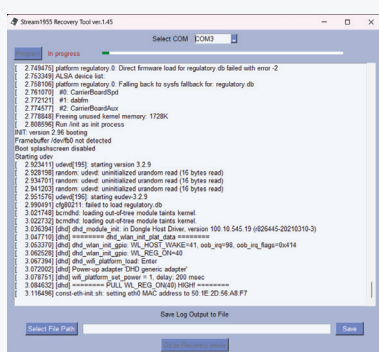 Stream1955 Recovery Tool ver.1.45
Select COM COM3
Program In progress
[ 2.749475] platform regulatory.0: Direct firmware load for regulatory.db failed with error -2
[ 2.753349] ALSA device list:
[ 2.758106] platform regulatory.0: Falling back to sysfs fallback for: regulatory.db
[ 2.761070] #0: CarrierBoardSpd
[ 2.772121] #1: dabfm
[ 2.774577] #2: CarrierBoardAux
[ 2.778848] Freeing unused kernel memory: 1728K
[ 2.808596] Run /init as init process
INIT: version 2.96 booting
Framebuffer /dev/fb0 not detected
Boot splashscreen disabled
Starting udev
[ 2.923411] udevd[195]: starting version 3.2.9
[ 2.928198] random: udevd: uninitialized urandom read (16 bytes read)
[ 2.934701] random: udevd: uninitialized urandom read (16 bytes read)
[ 2.941203] random: udevd: uninitialized urandom read (16 bytes read)
[ 2.951576] udevd[196]: starting eudev-3.2.9
[ 2.990491] cfg80211: failed to load regulatory.db
[ 3.021748] bcmdhd: loading out-of-tree module taints kernel.
[ 3.022732] bcmdhd: loading out-of-tree module taints kernel.
[ 3.036394] [dhd] dhd_module_init: in Dongle Host Driver, version 100.10.545.19 (r826445-20210310-3)
[ 3.047710] [dhd] ======== dhd_wlan_init_plat_data ========
[ 3.053370] [dhd] dhd_wlan_init_gpio: WL_HOST_WAKE=41, oob_irq=98, oob_irq_flags=0x414
[ 3.062528] [dhd] dhd_wlan_init_gpio: WL_REG_ON=40
[ 3.067394] [dhd] dhd_wifi_platform_load: Enter
[ 3.072002] [dhd] Power-up adapter 'DHD generic adapter'
[ 3.078751] [dhd] wifi_platform_set_power = 1, delay: 200 msec
[ 3.084632] [dhd] ======== PULL WL_REG_ON(40) HIGH! ========
[ 3.116496] const-eth-init.sh: setting eth0 MAC address to 50:1E:2D:56:A8:F7
Save Log Output to File
Select File Path Save
Go to Recovery mode